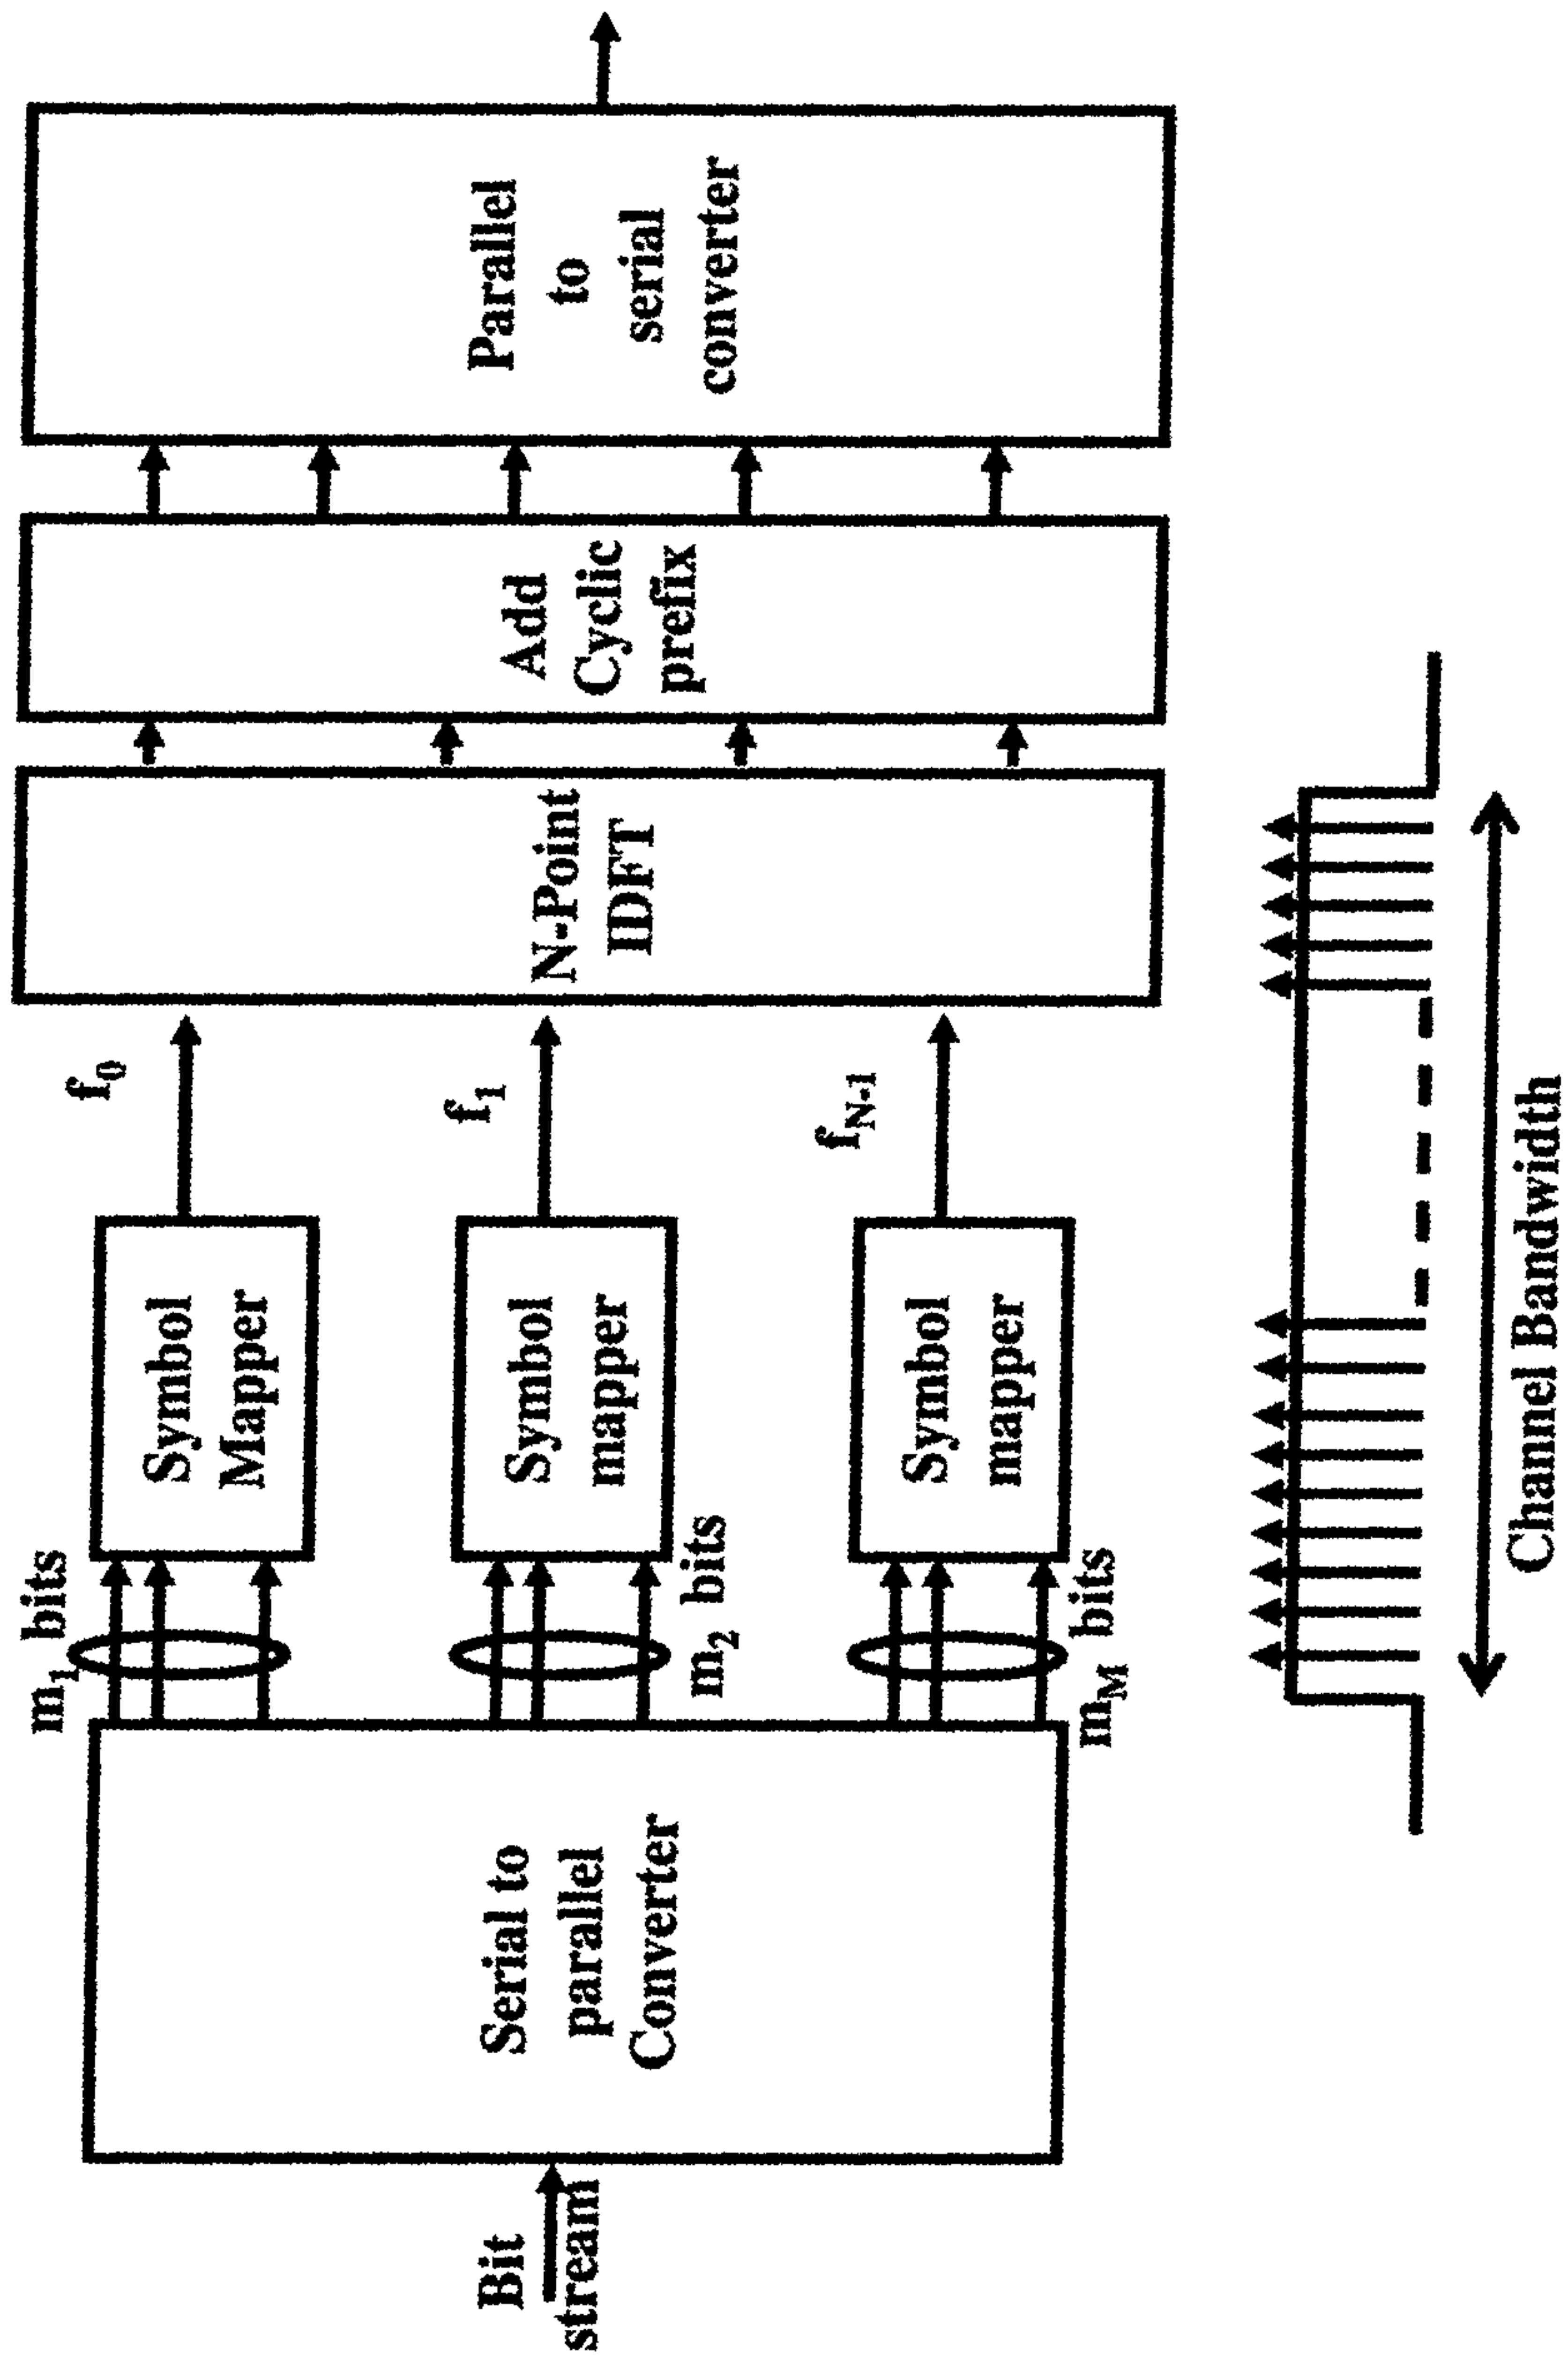 Bit
stream
Serial to
parallel
Converter
m1 bits
m2 bits
mM bits
Symbol
Mapper
Symbol
mapper
Symbol
mapper
f0
f1
fN-1
N-Point
IDFT
Add
Cyclic
prefix
Parallel
to
serial
converter
Channel Bandwidth